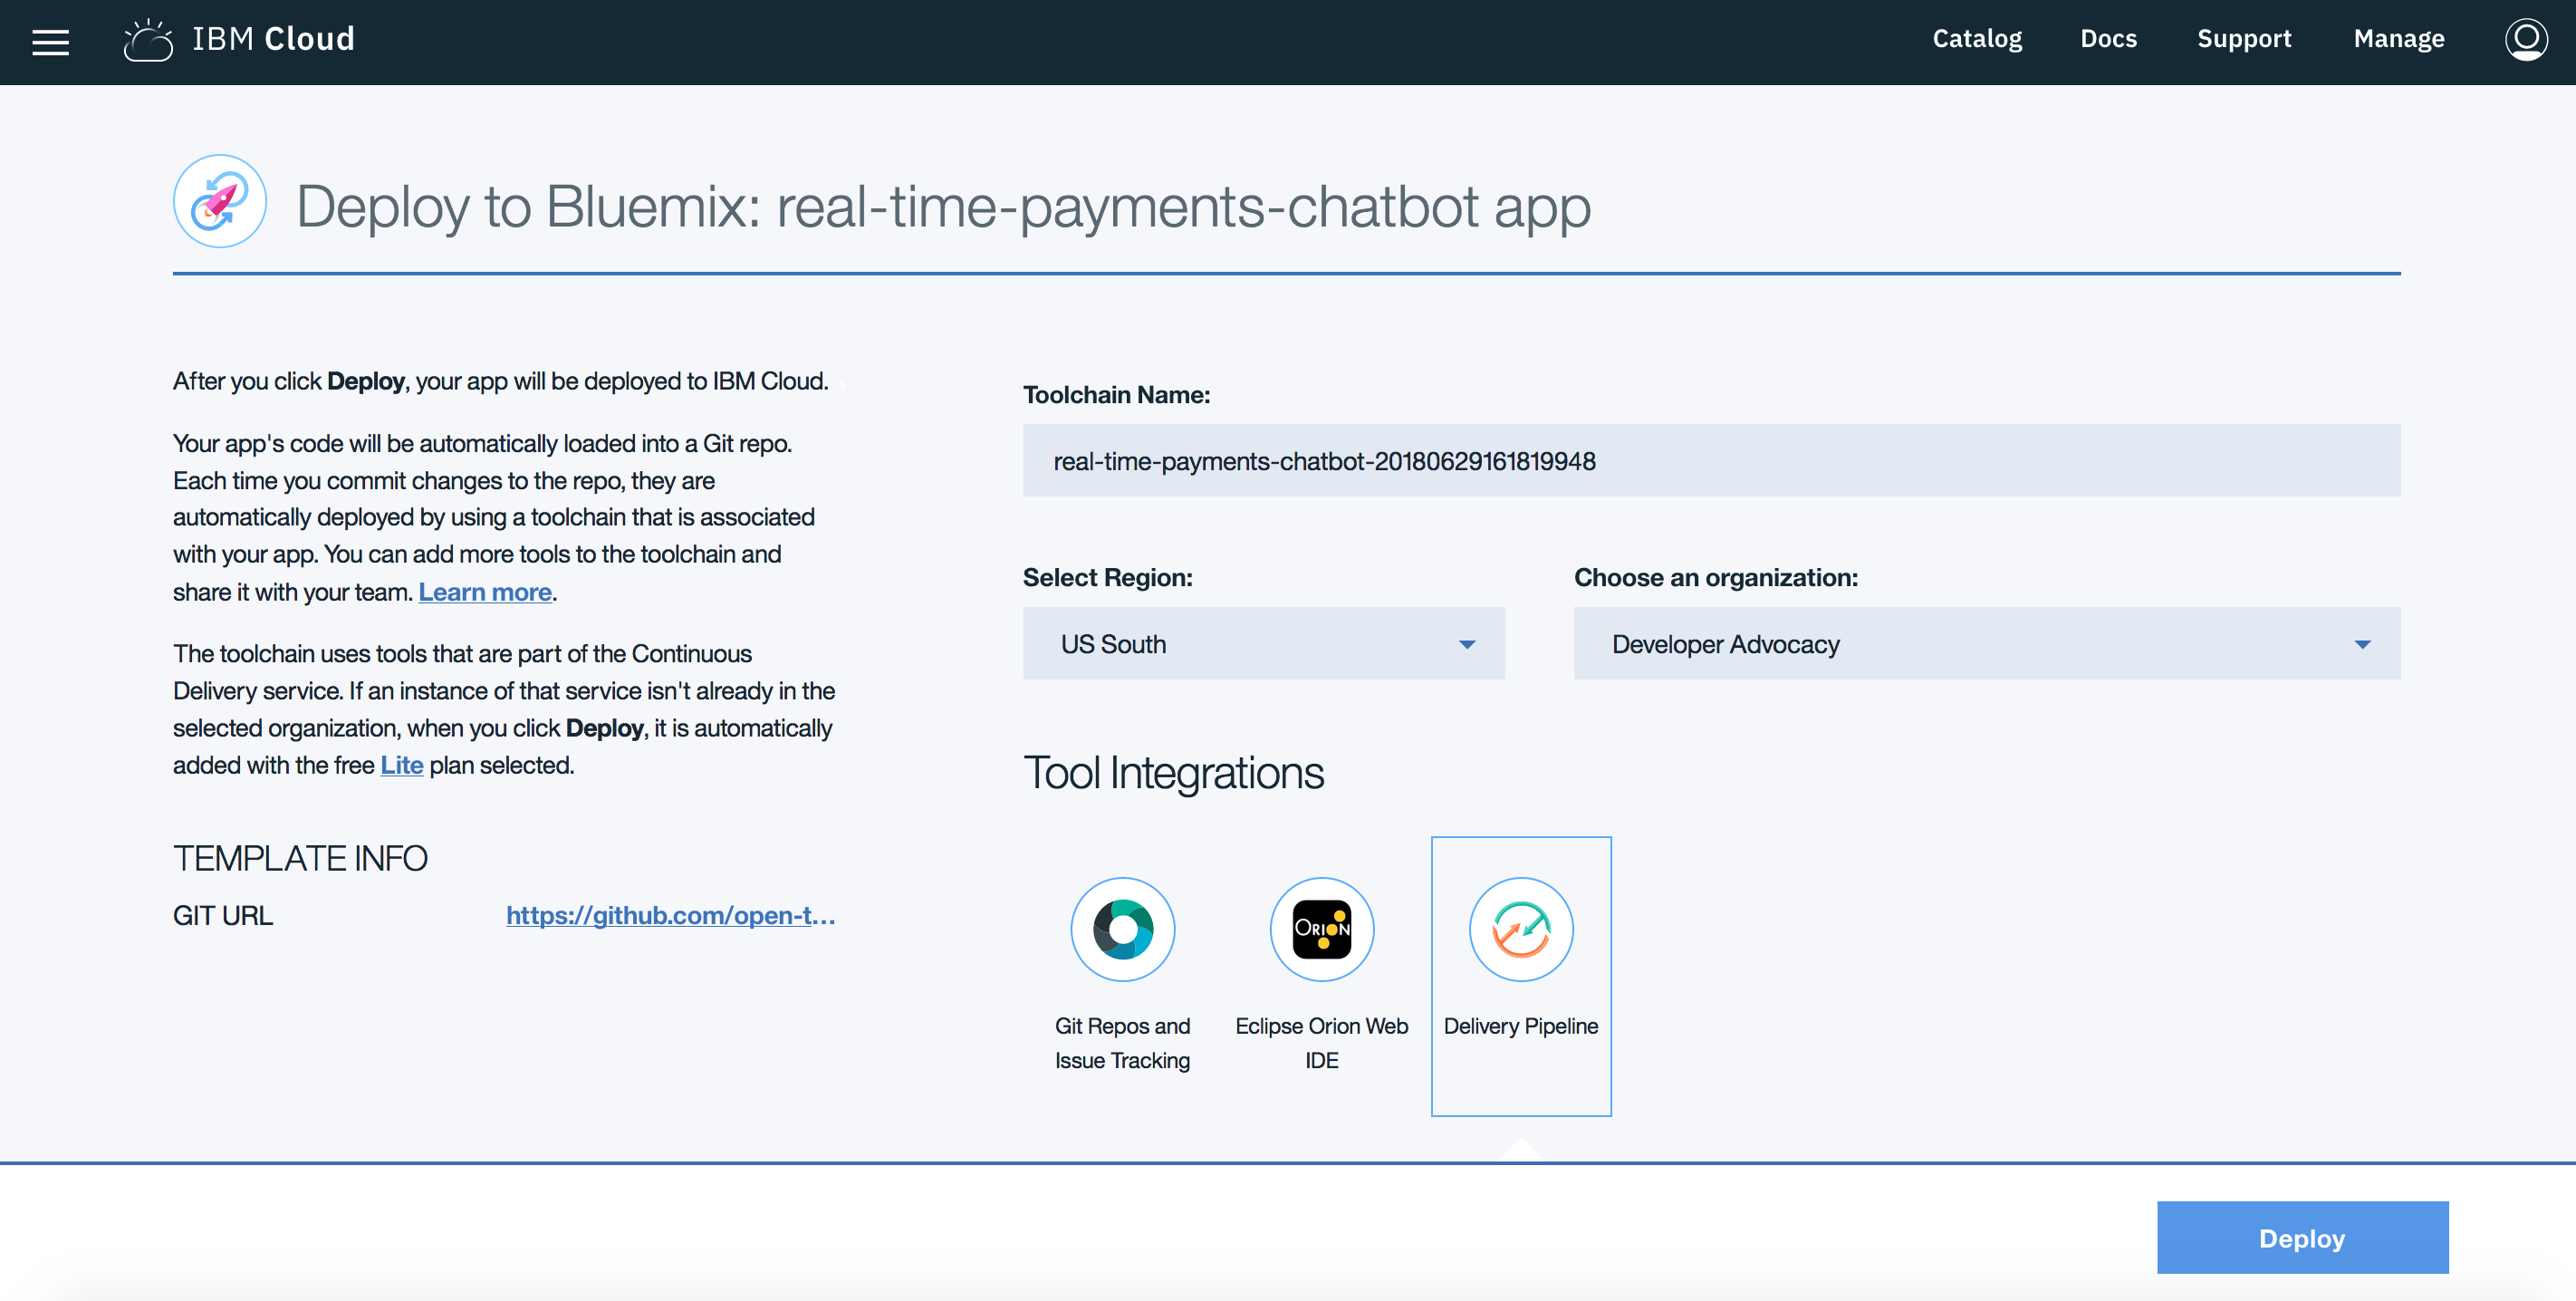 IBM Cloud
Catalog
Docs
Support
Manage
Deploy to Bluemix: real-time-payments-chatbot app
After you click Deploy, your app will be deployed to IBM Cloud.
Your app's code will be automatically loaded into a Git repo.
Each time you commit changes to the repo, they are
automatically deployed by using a toolchain that is associated
with your app. You can add more tools to the toolchain and
share it with your team. Learn more.
The toolchain uses tools that are part of the Continuous
Delivery service. If an instance of that service isn't already in the
selected organization, when you click Deploy, it is automatically
added with the free Lite plan selected.
TEMPLATE INFO
GIT URL
https://github.com/open-t...
Toolchain Name:
real-time-payments-chatbot-20180629161819948
Select Region:
US South
Choose an organization:
Developer Advocacy
Tool Integrations
Git Repos and
Issue Tracking
ORION
Eclipse Orion Web
IDE
Delivery Pipeline
Deploy